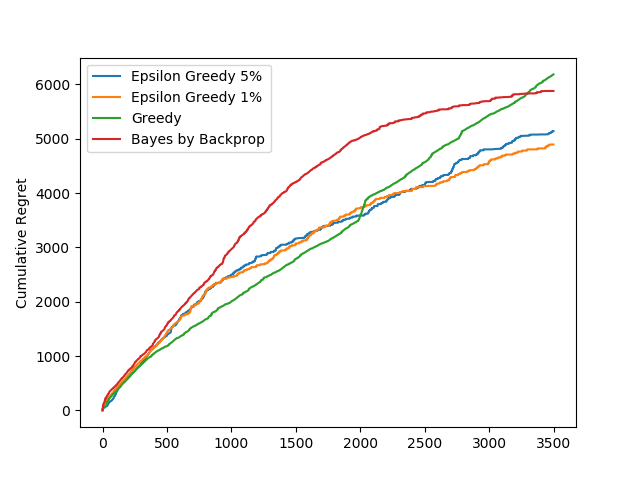 Epsilon Greedy 5%
Epsilon Greedy 1%
Greedy
Bayes by Backprop
Cumulative Regret
6000
5000
4000
3000
2000
1000
0
0 500 1000 1500 2000 2500 3000 3500